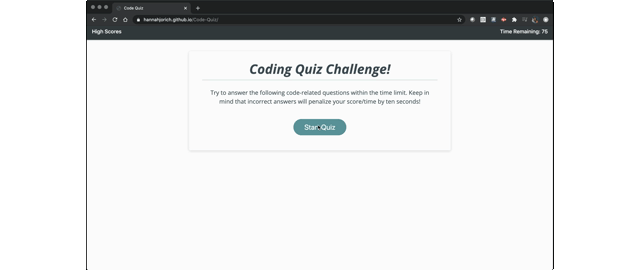 Code Quiz
hannahjorich.github.io/Code-Quiz/
High Scores
Time Remaining: 75
Coding Quiz Challenge!
Try to answer the following code-related questions within the time limit. Keep in
mind that incorrect answers will penalize your score/time by ten seconds!
Start Quiz